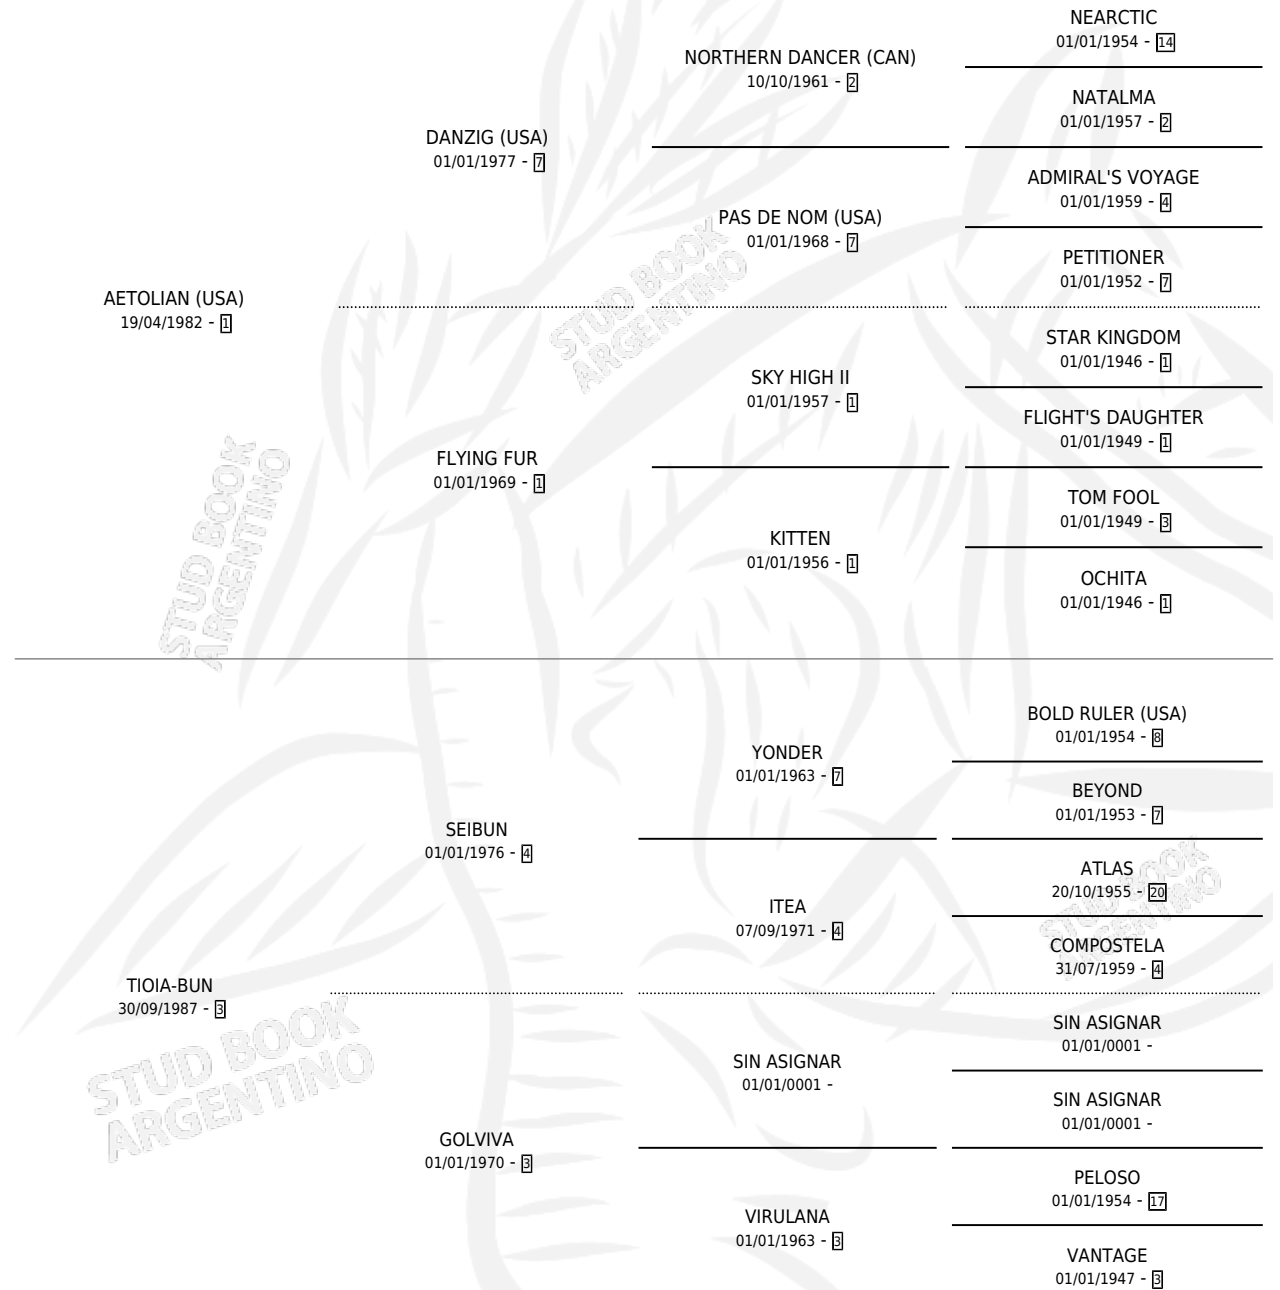 NEARCTIC
01/01/1954 - 14
NORTHERN DANCER (CAN)
10/10/1961 - 2
NATALMA
01/01/1957 - 2
DANZIG (USA)
01/01/1977 - 7
ADMIRAL'S VOYAGE
01/01/1959 - 4
PAS DE NOM (USA)
01/01/1968 - 7
PETITIONER
01/01/1952 - 7
AETOLIAN (USA)
19/04/1982 - 1
STAR KINGDOM
01/01/1946 - 1
SKY HIGH II
01/01/1957 - 1
FLIGHT'S DAUGHTER
01/01/1949 - 1
FLYING FUR
01/01/1969 - 1
TOM FOOL
01/01/1949 - 3
KITTEN
01/01/1956 - 1
OCHITA
01/01/1946 - 1
STUD BOOK
ARGENTINO
STUD BOOK
ARGENTINO
BOLD RULER (USA)
01/01/1954 - 8
YONDER
01/01/1963 - 7
BEYOND
01/01/1953 - 7
SEIBUN
01/01/1976 - 4
ATLAS
20/10/1955 - 20
ITEA
07/09/1971 - 4
COMPOSTELA
31/07/1959 - 4
TIOIA-BUN
30/09/1987 - 3
SIN ASIGNAR
01/01/0001 -
SIN ASIGNAR
01/01/0001 -
SIN ASIGNAR
01/01/0001 -
GOLVIVA
01/01/1970 - 3
PELOSO
01/01/1954 - 17
VIRULANA
01/01/1963 - 3
VANTAGE
01/01/1947 - 3
STUD BOOK
ARGENTINO
STUD BOOK
ARGENTINO